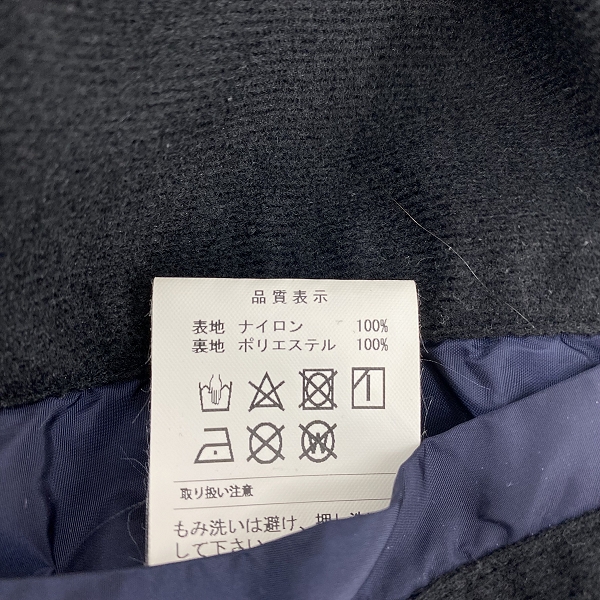 品質表示
表地 ナイロン 100%
裏地 ポリエステル 100%
取り扱い注意
もみ洗いは避け、押し洗
して下さい